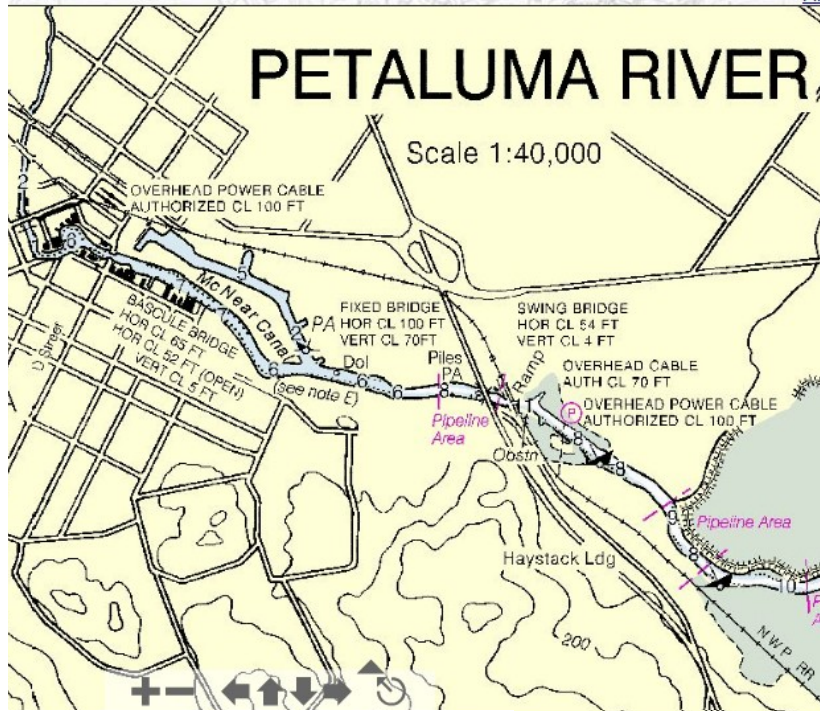 PETALUMA RIVER
Scale 1:40,000
2
OVERHEAD POWER CABLE
AUTHORIZED CL 100 FT
6
5
McNear Canal
PA
FIXED BRIDGE
HOR CL 100 FT
VERT CL 70FT
SWING BRIDGE
HOR CL 54 FT
VERT CL 4 FT
BASCULE BRIDGE
HOR CL 65 FT
HOR CL 52 FT (OPEN)
VERT CL 5 FT
D Street
Dol
Piles
PA
Ramp
OVERHEAD CABLE
AUTH CL 70 FT
6
(see note E)
6
6
8
8
11
P
OVERHEAD POWER CABLE
AUTHORIZED CL 100 FT
Pipeline
Area
Obstn
8
8
9
Pipeline Area
8
Haystack Ldg
10
200
NWP RR